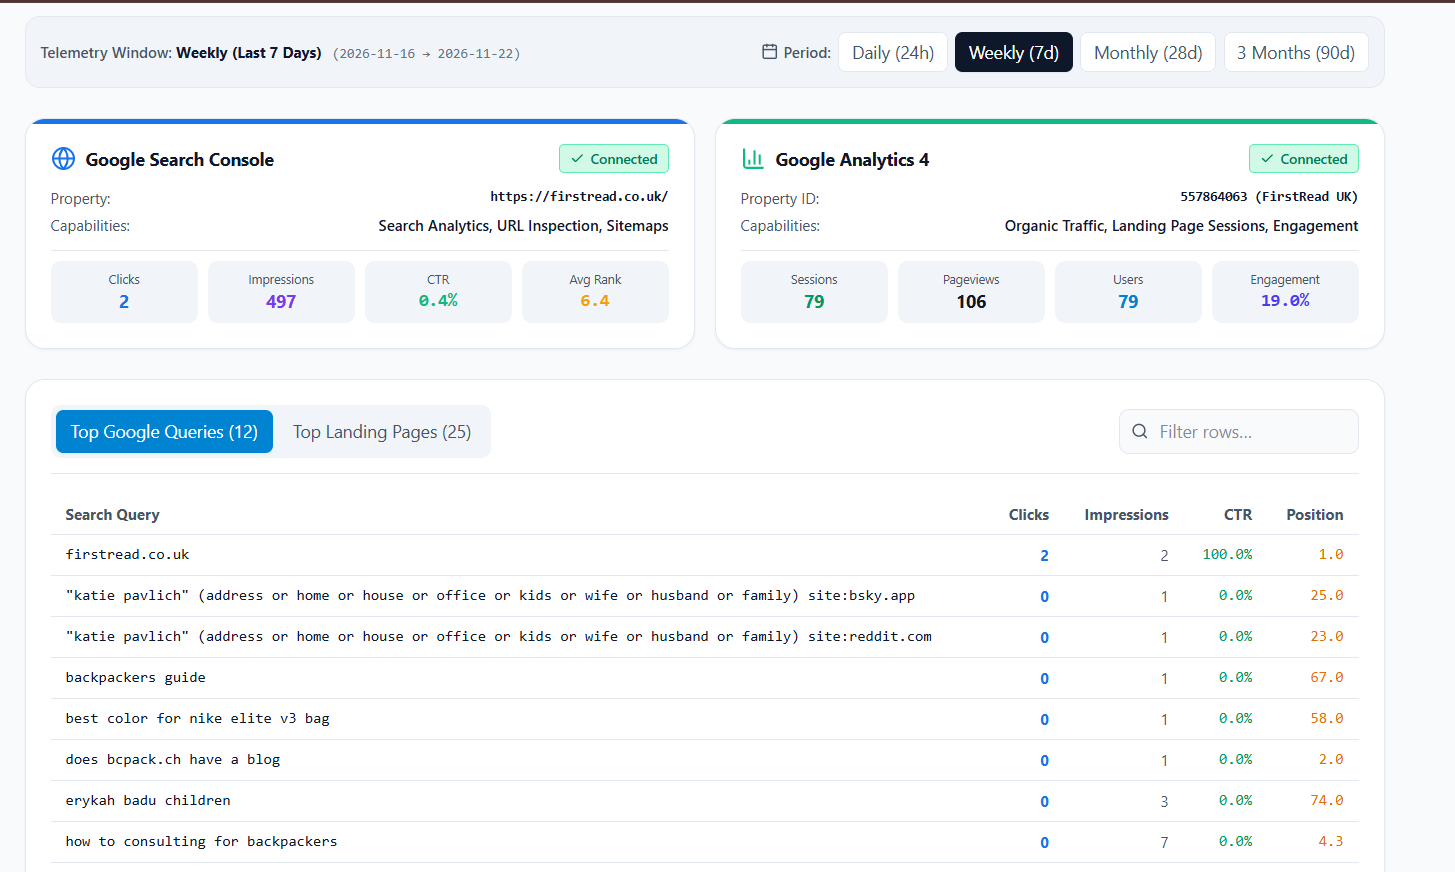 Telemetry Window: Weekly (Last 7 Days) (2026-11-16 → 2026-11-22) Period: Daily (24h) Weekly (7d) Monthly (28d) 3 Months (90d)
Google Search Console Connected
Property: https://firstread.co.uk/
Capabilities: Search Analytics, URL Inspection, Sitemaps
Clicks Impressions CTR Avg Rank
2 497 0.4% 6.4
Google Analytics 4 Connected
Property ID: 557864063 (FirstRead UK)
Capabilities: Organic Traffic, Landing Page Sessions, Engagement
Sessions Pageviews Users Engagement
79 106 79 19.0%
Top Google Queries (12) Top Landing Pages (25) Filter rows...
Search Query Clicks Impressions CTR Position
firstread.co.uk 2 2 100.0% 1.0
"katie pavlich" (address or home or house or office or kids or wife or husband or family) site:bsky.app 0 1 0.0% 25.0
"katie pavlich" (address or home or house or office or kids or wife or husband or family) site:reddit.com 0 1 0.0% 23.0
backpackers guide 0 1 0.0% 67.0
best color for nike elite v3 bag 0 1 0.0% 58.0
does bcpack.ch have a blog 0 1 0.0% 2.0
erykah badu children 0 3 0.0% 74.0
how to consulting for backpackers 0 7 0.0% 4.3